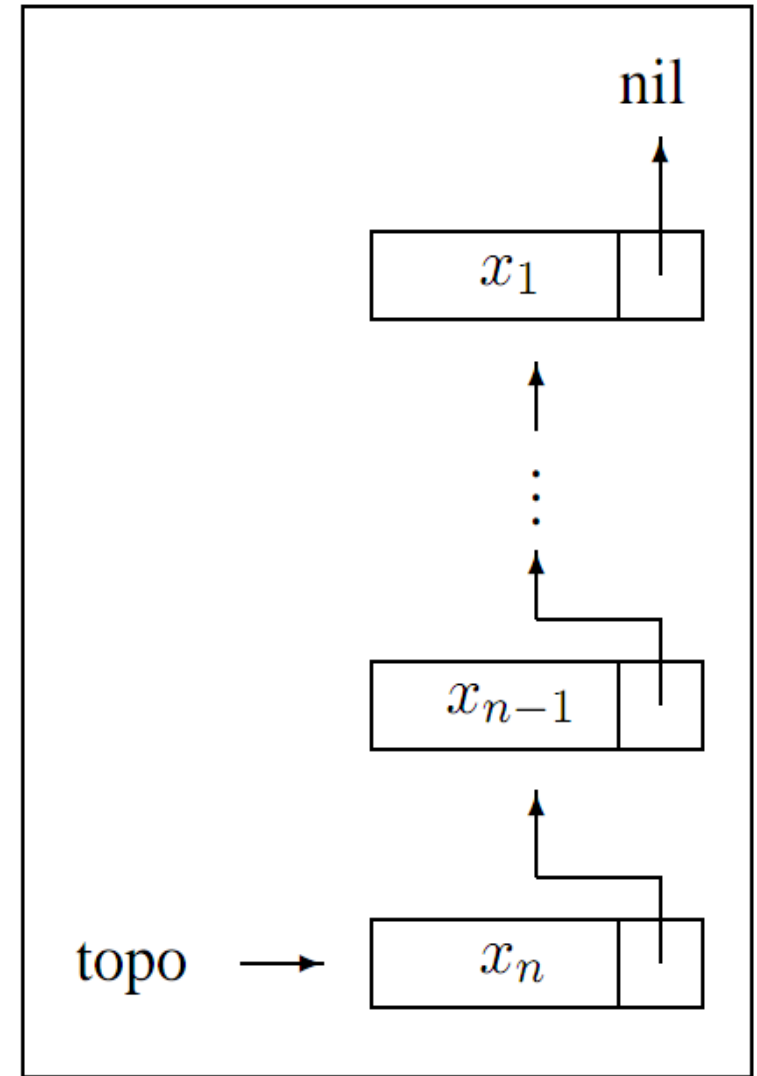 nil
x₁
⋮
xₙ₋₁
topo xₙ